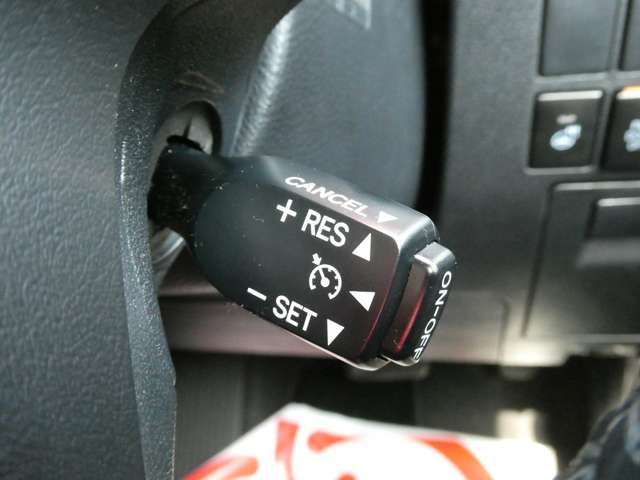 CANCEL ▼
+ RES ▲
◀
− SET ▼
ON-OFF